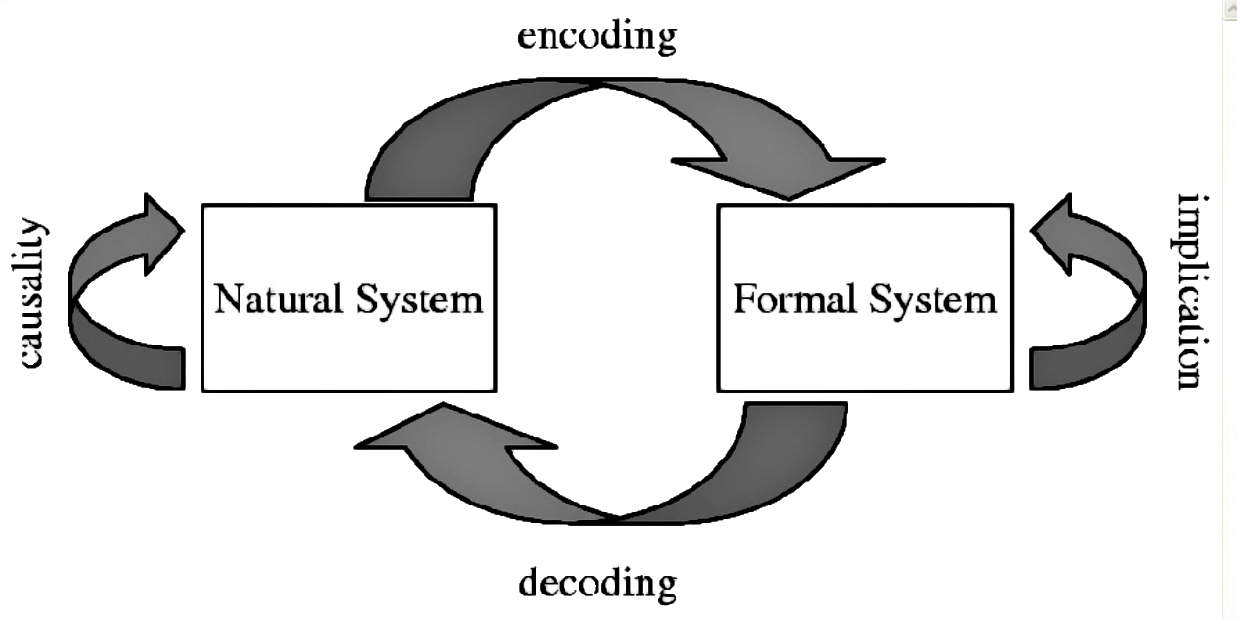 encoding
causality
Natural System
Formal System
implication
decoding